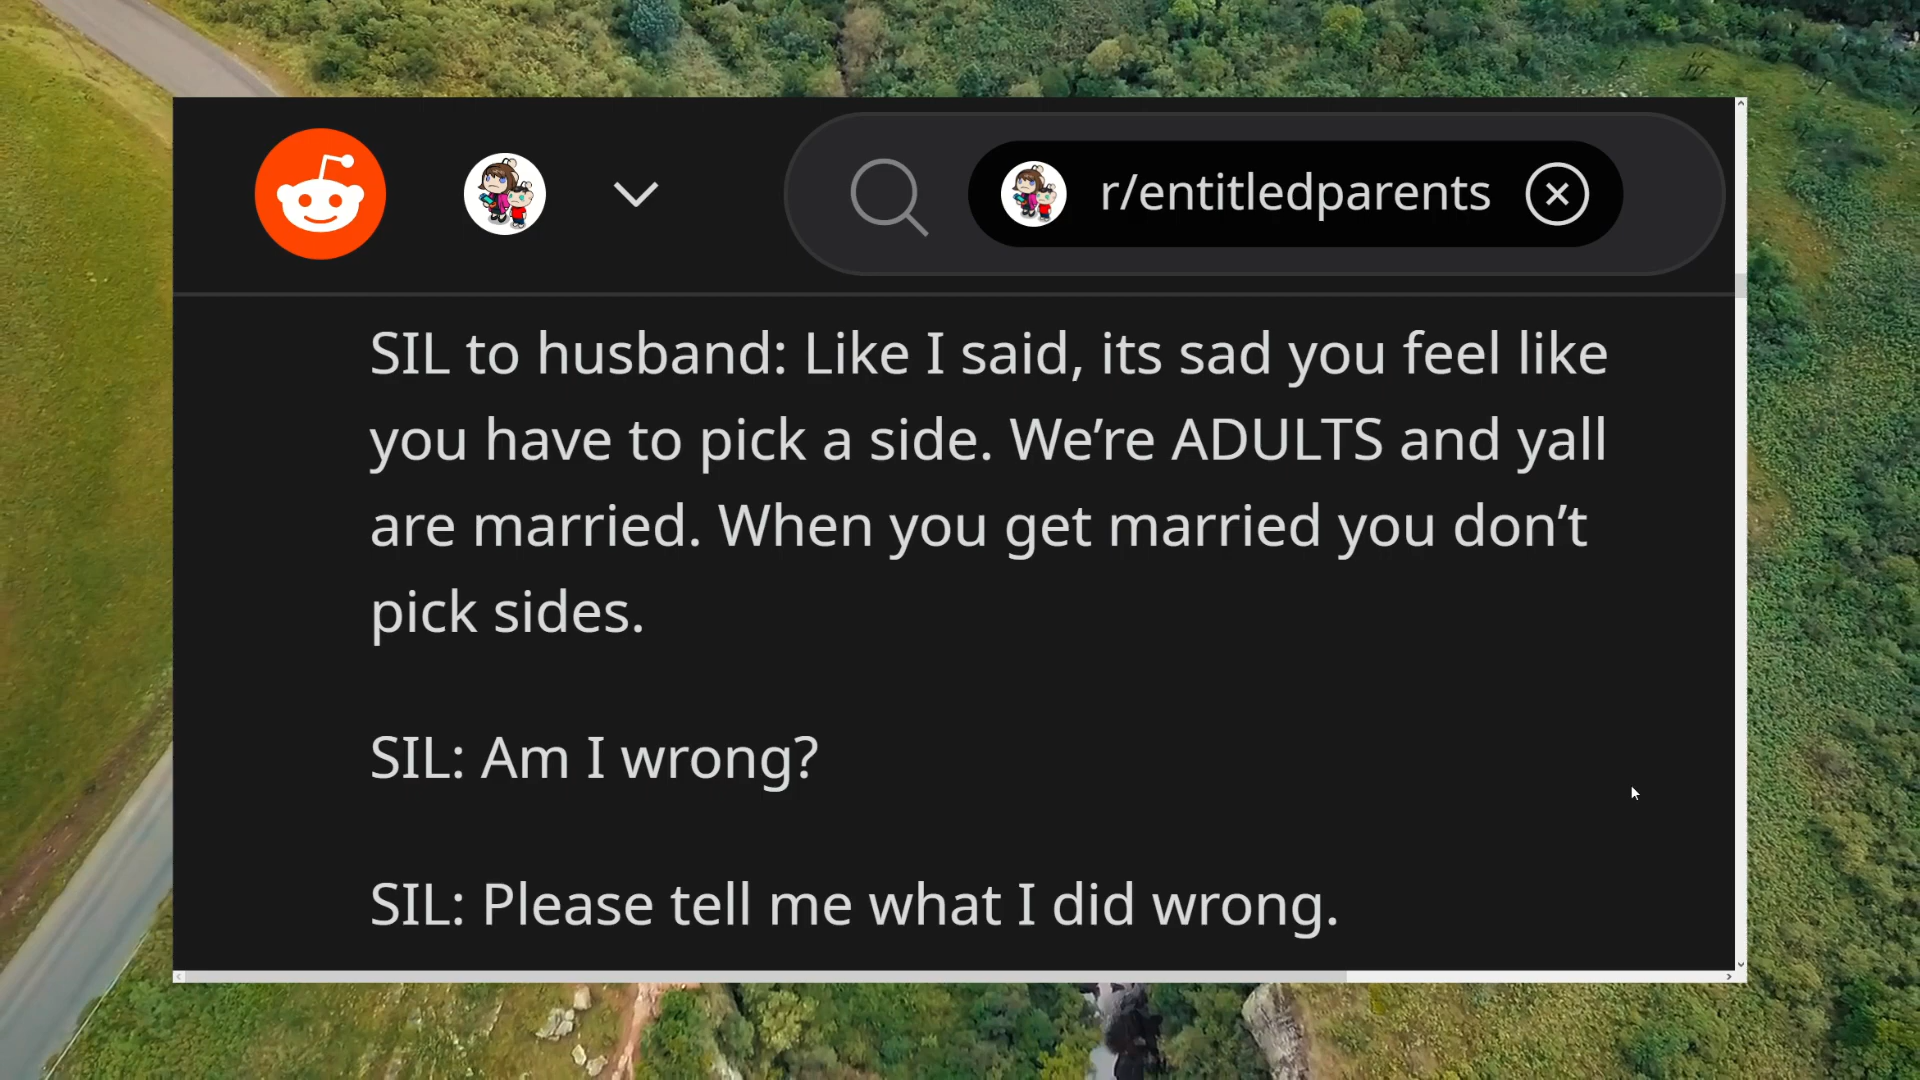 r/entitledparents
SIL to husband: Like I said, its sad you feel like
you have to pick a side. We’re ADULTS and yall
are married. When you get married you don’t
pick sides.
SIL: Am I wrong?
SIL: Please tell me what I did wrong.